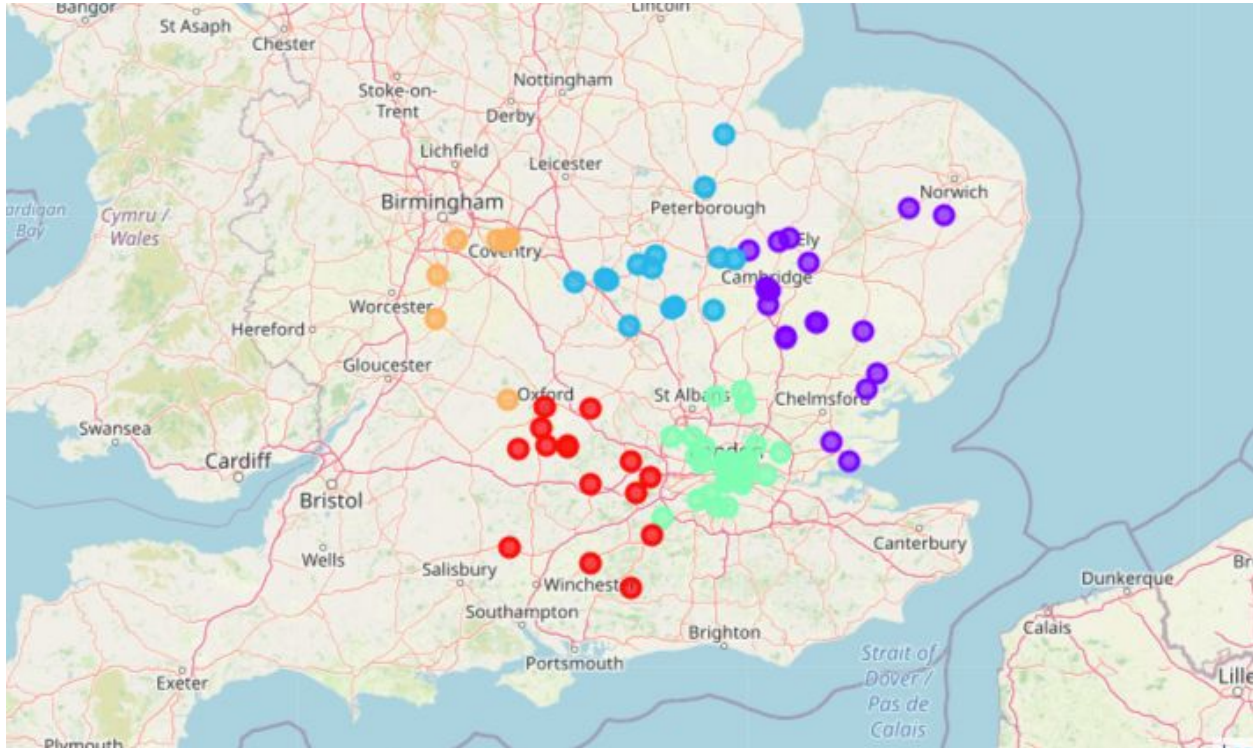 Bangor
St Asaph
Chester
Lincoln
Nottingham
Stoke-on-
Trent
Derby
Lichfield
Leicester
Birmingham
Peterborough
Norwich
Cymru /
Wales
Coventry
Ely
Cambridge
Worcester
Hereford
Gloucester
Oxford
St Albans
Chelmsford
Swansea
Cardiff
Bristol
Wells
Salisbury
Winchest
Canterbury
Southampton
Brighton
Portsmouth
Dunkerque
Calais
Strait of
Dover /
Pas de
Calais
Exeter
Lille
Plymouth
ardigan
Bay
Br